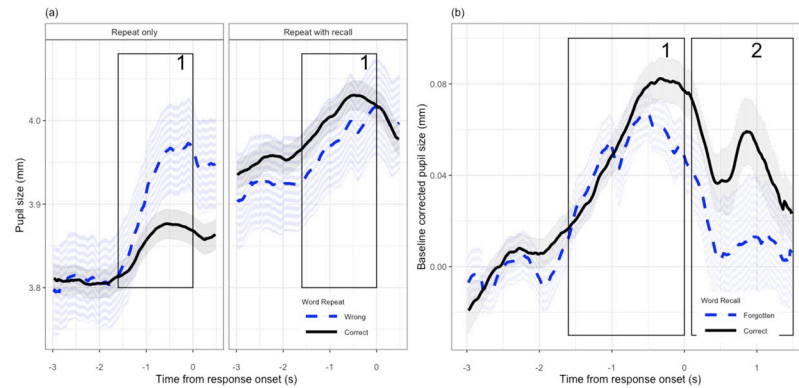 (a)
Repeat only
Repeat with recall
1
1
Pupil size (mm)
4.0
3.9
3.8
Word Repeat
Wrong
Correct
-3 -2 -1 0 -3 -2 -1 0
Time from response onset (s)
(b)
1
2
Baseline corrected pupil size (mm)
0.08
0.04
0.00
Word Recall
Forgotten
Correct
-3 -2 -1 0 1
Time from response onset (s)